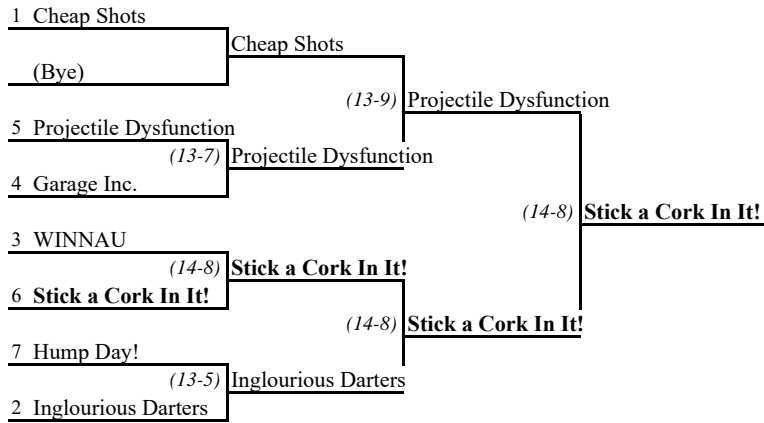 1 Cheap Shots
Cheap Shots
(Bye)
(13-9) Projectile Dysfunction
5 Projectile Dysfunction
(13-7) Projectile Dysfunction
4 Garage Inc.
(14-8) Stick a Cork In It!
3 WINNAU
(14-8) Stick a Cork In It!
6 Stick a Cork In It!
(14-8) Stick a Cork In It!
7 Hump Day!
(13-5) Inglourious Darters
2 Inglourious Darters